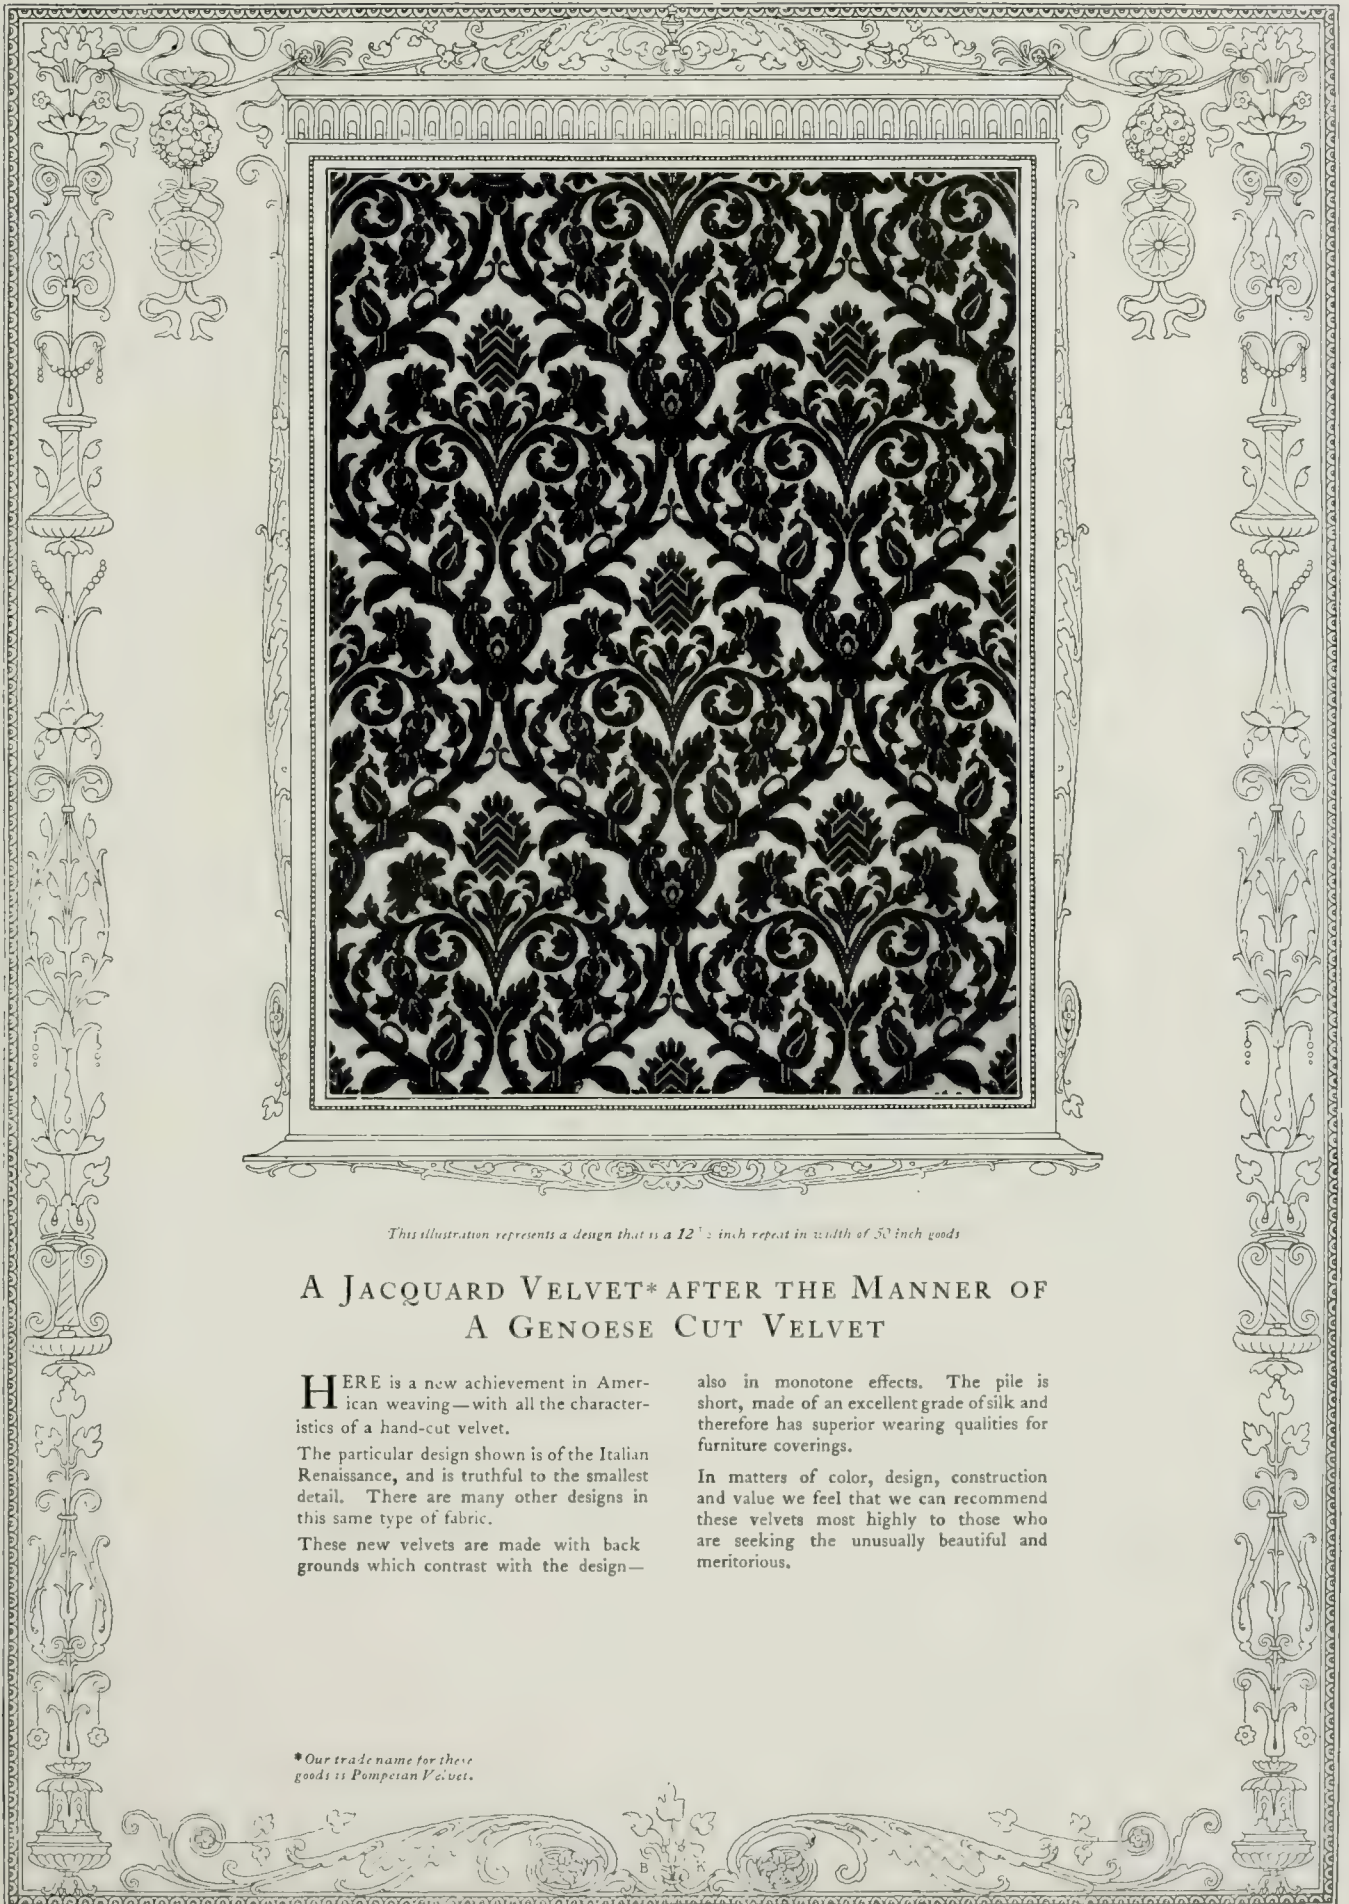 This illustration represents a design that is a 12½ inch repeat in width of 50 inch goods
A JACQUARD VELVET* AFTER THE MANNER OF
A GENOESE CUT VELVET
HERE is a new achievement in Amer-
ican weaving—with all the character-
istics of a hand-cut velvet.
The particular design shown is of the Italian
Renaissance, and is truthful to the smallest
detail. There are many other designs in
this same type of fabric.
These new velvets are made with back
grounds which contrast with the design—
also in monotone effects. The pile is
short, made of an excellent grade of silk and
therefore has superior wearing qualities for
furniture coverings.
In matters of color, design, construction
and value we feel that we can recommend
these velvets most highly to those who
are seeking the unusually beautiful and
meritorious.
*Our trade name for these
goods is Pompeian Velvet.
B K